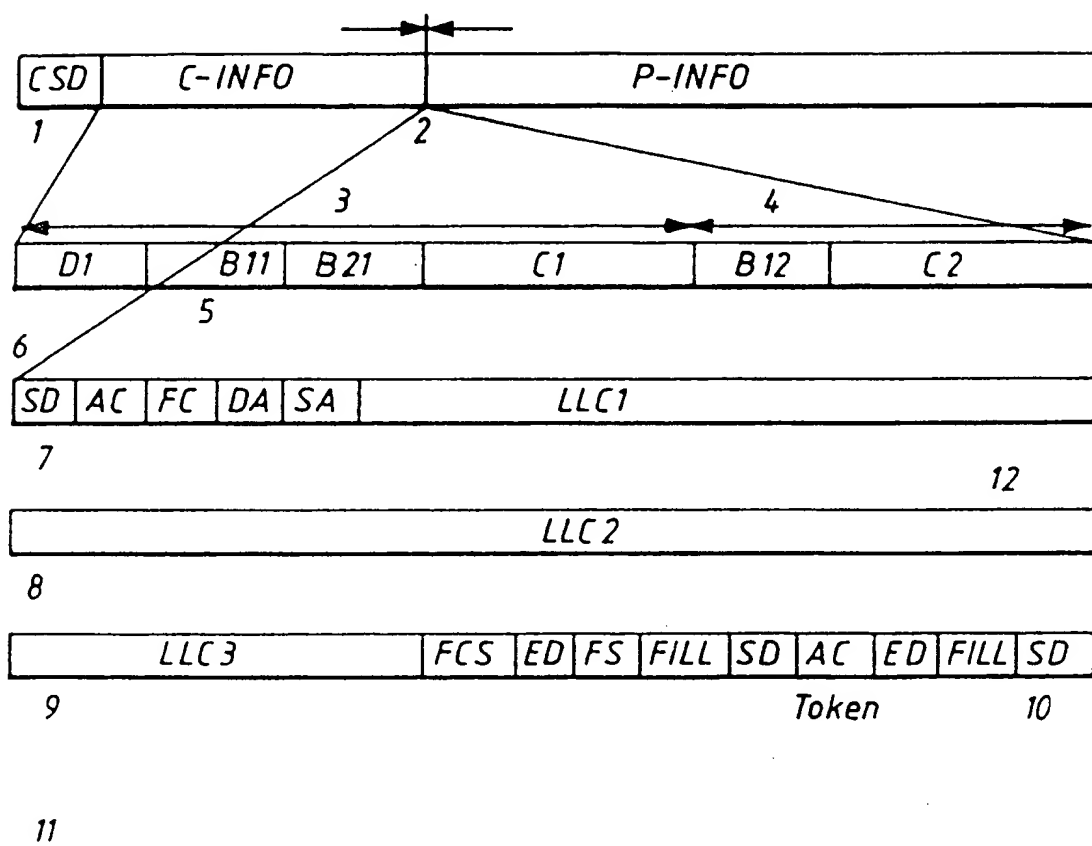 CSD C-INFO P-INFO
1 2
3 4
D1 B11 B21 C1 B12 C2
5
6
SD AC FC DA SA LLC1
7
12
LLC2
8
LLC3 FCS ED FS FILL SD AC ED FILL SD
9 Token 10
11